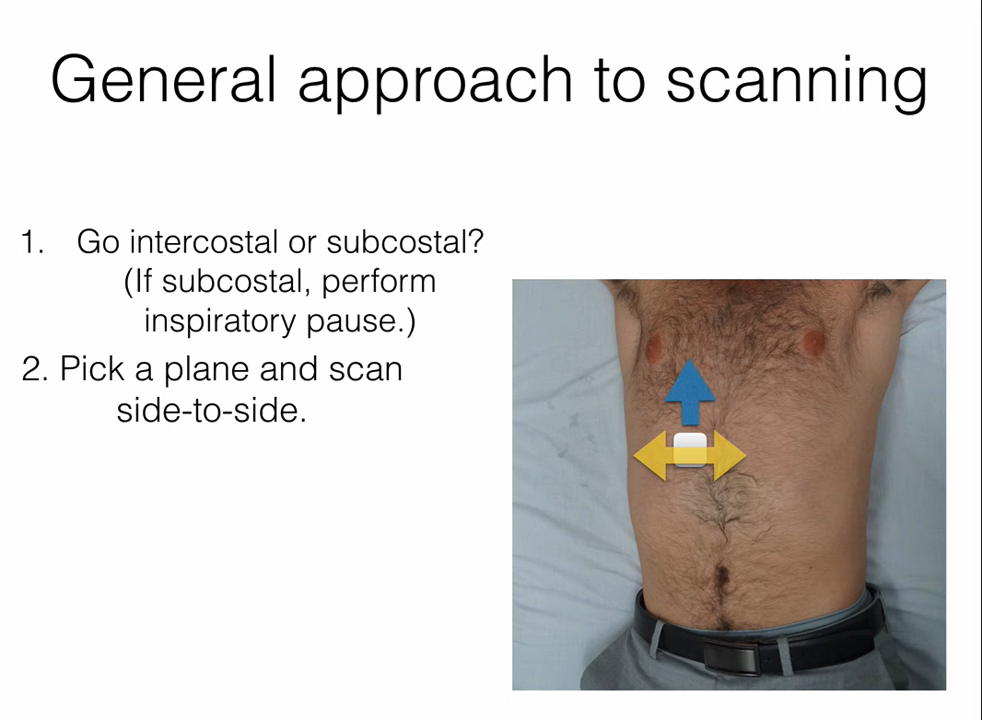 General approach to scanning
1. Go intercostal or subcostal?
(If subcostal, perform
inspiratory pause.)
2. Pick a plane and scan
side-to-side.